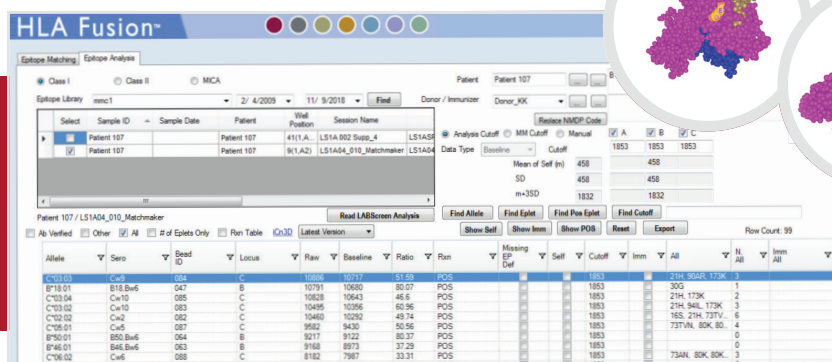 HLA Fusion™
Epitope Matching Epitope Analysis
Class I Class II MICA Patient Patient 107 ... ... B
Epitope Library mmc1 2/ 4/2009 11/ 9/2018 Find Donor / Immunizer Donor_KK ... ...
Replace NMDP Code
Select Sample ID Sample Date Patient Well Position Session Name
Analysis Cutoff MM Cutoff Manual A B C
Patient 107 Patient 107 41(1,A... LS1A 002 Supp_4 LS1ASF
Data Type Baseline Cutoff 1853 1853 1853
Patient 107 Patient 107 9(1,A2) LS1A04_010_Matchmaker LS1A04
Mean of Self (m) 458 458
SD 458 458
m+3SD 1832 1832
Patient 107 / LS1A04_010_Matchmaker Read LABScreen Analysis Find Allele Find Eplet Find Pos Eplet Find Cutoff
Ab Verified Other All # of Eplets Only Rxn Table iCn3D Latest Version Show Self Show Imm Show POS Reset Export Row Count: 99
Allele Sero Bead ID Locus Raw Baseline Ratio Rxn Missing EP Def Self Cutoff Imm All N. All Imm All
C*03:03 Cw9 084 C 10886 10717 51.59 POS 1853 21H, 90AR, 173K 3
B*18:01 B18,Bw6 047 B 10791 10680 80.07 POS 1853 30G 1
C*03:04 Cw10 085 C 10828 10643 46.6 POS 1853 21H, 173K 2
C*03:02 Cw10 083 C 10495 10356 60.96 POS 1853 21H, 94IL, 173K 3
C*02:02 Cw2 082 C 10460 10292 49.74 POS 1853 16S, 21H, 73TV... 6
C*05:01 Cw5 087 C 9582 9430 50.56 POS 1853 73TVN, 80K, 80... 4
B*50:01 B50,Bw6 064 B 9217 9122 80.37 POS 1853 0
B*46:01 B46,Bw6 063 B 9168 8973 37.29 POS 1853 0
C*06:02 Cw6 088 C 8182 7987 33.31 POS 1853 73AN, 80K, 80K... 3